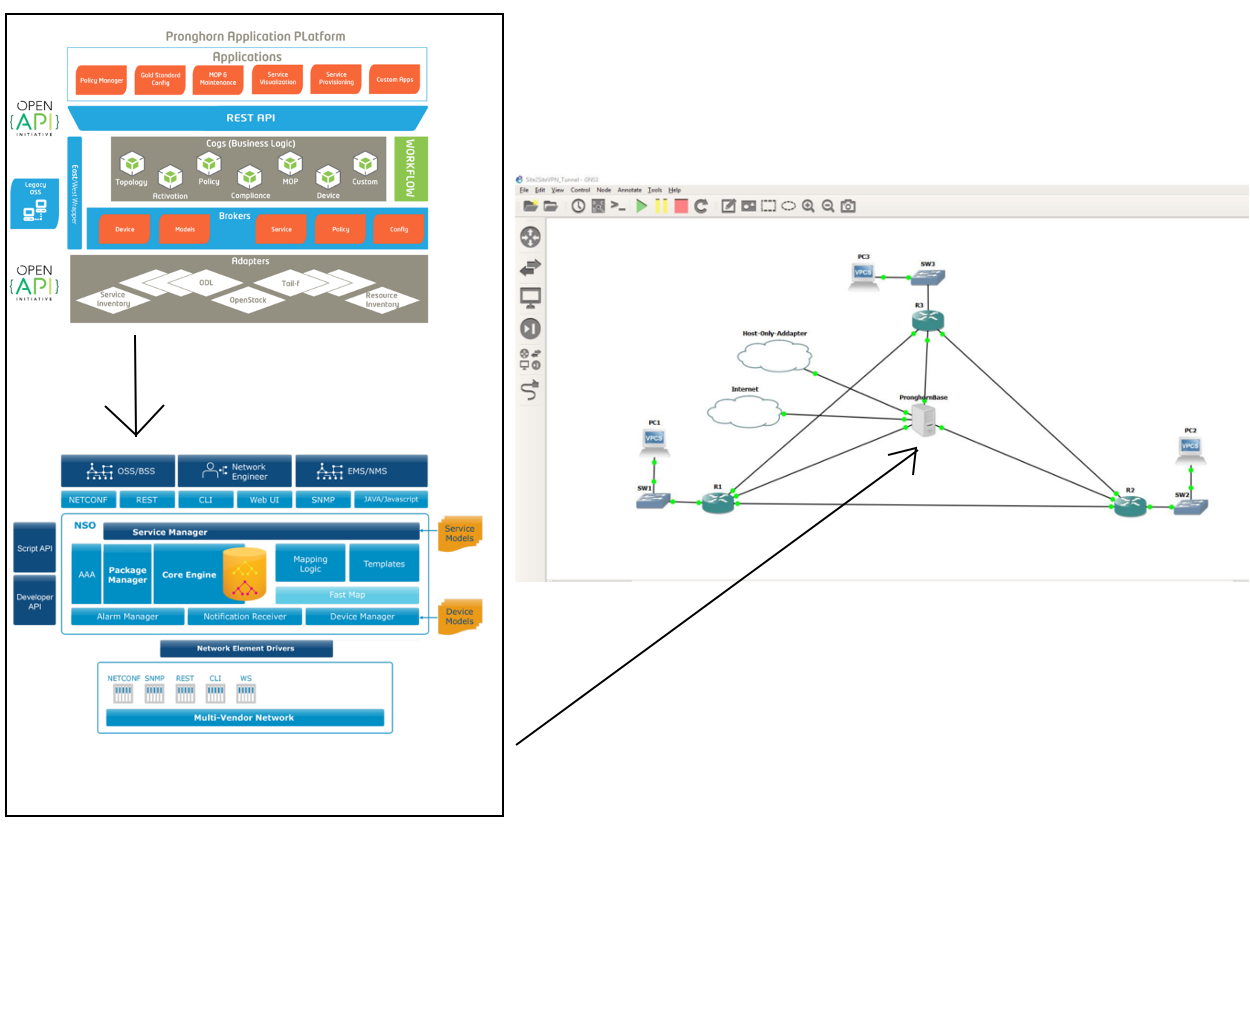 Pronghorn Application PLatform
Applications
Policy Manager
Gold Standard
Config
MOP &
Maintenance
Service
Visualization
Service
Provisioning
Custom Apps
OPEN
{API}
INITIATIVE
REST API
Cogs (Business Logic)
Topology
Activation
Policy
Compliance
MOP
Device
Custom
WORKFLOW
East/West Wrapper
Legacy
OSS
Brokers
Device
Models
Service
Policy
Config
OPEN
{API}
INITIATIVE
Adapters
Service
Inventory
ODL
OpenStack
Tail-f
Resource
Inventory
OSS/BSS
Network
Engineer
EMS/NMS
NETCONF
REST
CLI
Web UI
SNMP
JAVA/Javascript
Script API
Developer
API
NSO
Service Manager
Service
Models
AAA
Package
Manager
Core Engine
Mapping
Logic
Templates
Fast Map
Alarm Manager
Notification Receiver
Device Manager
Device
Models
Network Element Drivers
NETCONF
SNMP
REST
CLI
WS
Multi-Vendor Network
Site2SiteVPN_Tunnel - GNS3
File Edit View Control Node Annotate Tools Help
PC3
VPCS
SW3
R3
Host-Only-Addapter
Internet
PronghornBase
PC1
VPCS
SW1
R1
PC2
VPCS
R2
SW2